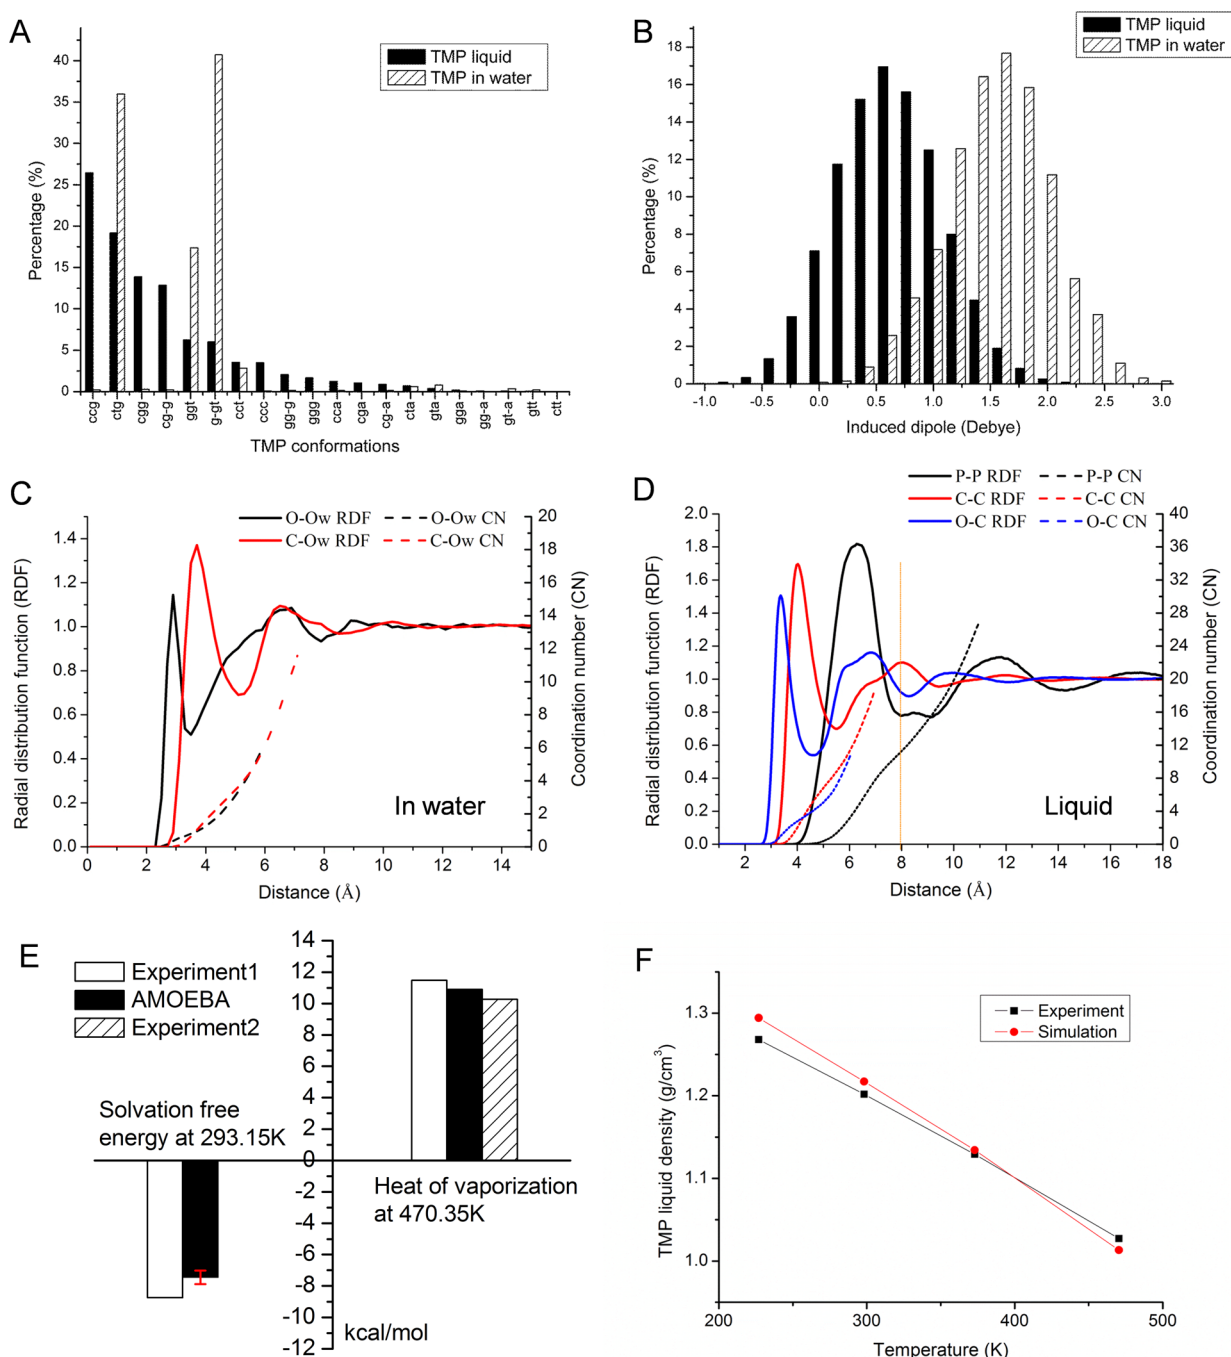 A
TMP liquid
TMP in water
40
35
30
25
20
15
10
5
0
Percentage (%)
ccg
ctg
cgg
cg-g
ggt
g-gt
cct
ccc
gg-g
ggg
cca
cga
cg-a
cta
gta
gga
gg-a
gt-a
gtt
ctt
TMP conformations
B
TMP liquid
TMP in water
18
16
14
12
10
8
6
4
2
0
Percentage (%)
-1.0 -0.5 0.0 0.5 1.0 1.5 2.0 2.5 3.0
Induced dipole (Debye)
C
O-Ow RDF O-Ow CN
C-Ow RDF C-Ow CN
1.4
1.2
1.0
0.8
0.6
0.4
0.2
0.0
Radial distribution function (RDF)
20
18
16
14
12
10
8
6
4
2
0
Coordination number (CN)
In water
0 2 4 6 8 10 12 14
Distance (Å)
D
P-P RDF P-P CN
C-C RDF C-C CN
O-C RDF O-C CN
2.0
1.8
1.6
1.4
1.2
1.0
0.8
0.6
0.4
0.2
0.0
Radial distribution function (RDF)
40
36
32
28
24
20
16
12
8
4
0
Coordination number (CN)
Liquid
2 4 6 8 10 12 14 16 18
Distance (Å)
E
Experiment1
AMOEBA
Experiment2
14
12
10
8
6
4
2
0
-2
-4
-6
-8
-10
-12
Solvation free
energy at 293.15K
Heat of vaporization
at 470.35K
kcal/mol
F
Experiment
Simulation
1.3
1.2
1.1
1.0
TMP liquid density (g/cm³)
200 300 400 500
Temperature (K)